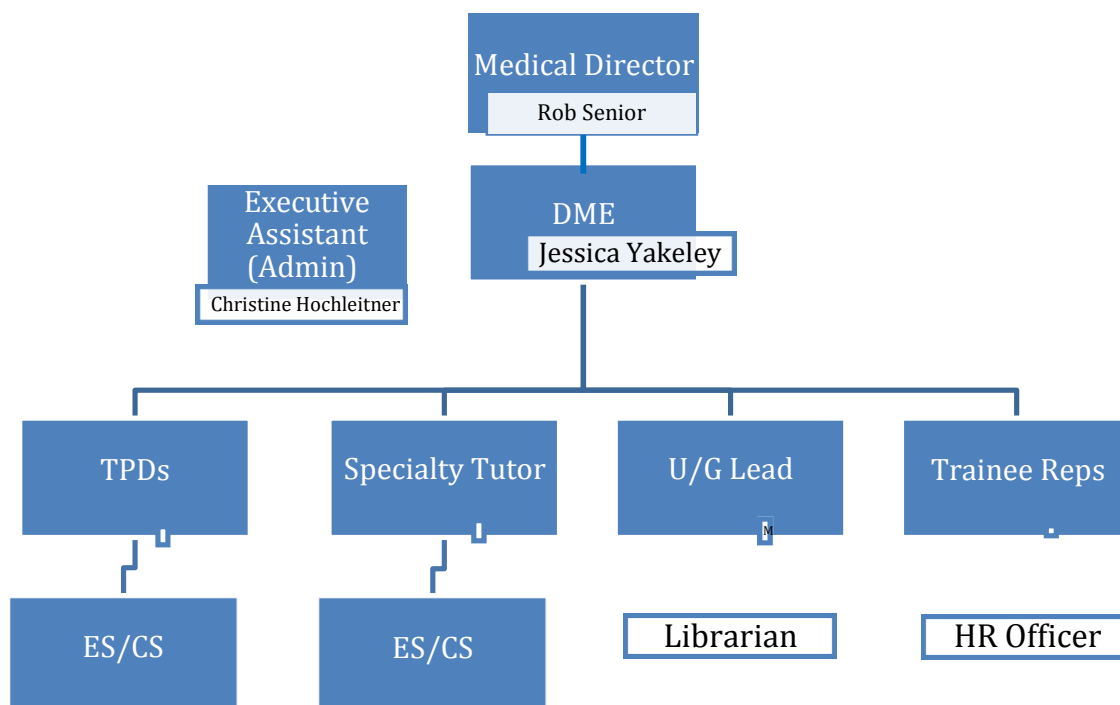 Medical Director
Rob Senior
DME
Jessica Yakeley
Executive
Assistant
(Admin)
Christine Hochleitner
TPDs
Specialty Tutor
U/G Lead
M
Trainee Reps
ES/CS
ES/CS
Librarian
HR Officer